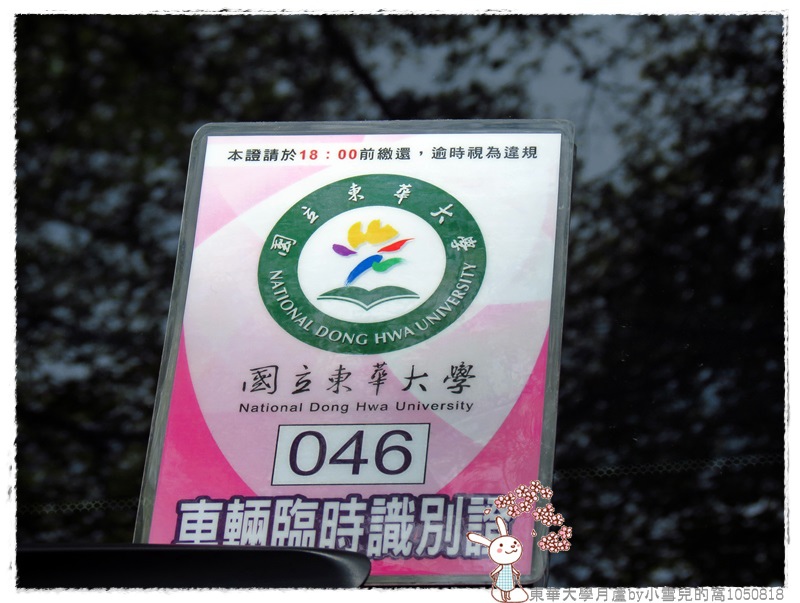 本證請於18：00前繳還，逾時視為違規
國立東華大學
NATIONAL DONG HWA UNIVERSITY
國立東華大學
National Dong Hwa University
046
車輛臨時識別證
東華大學月廬by小雪兒的窩1050818